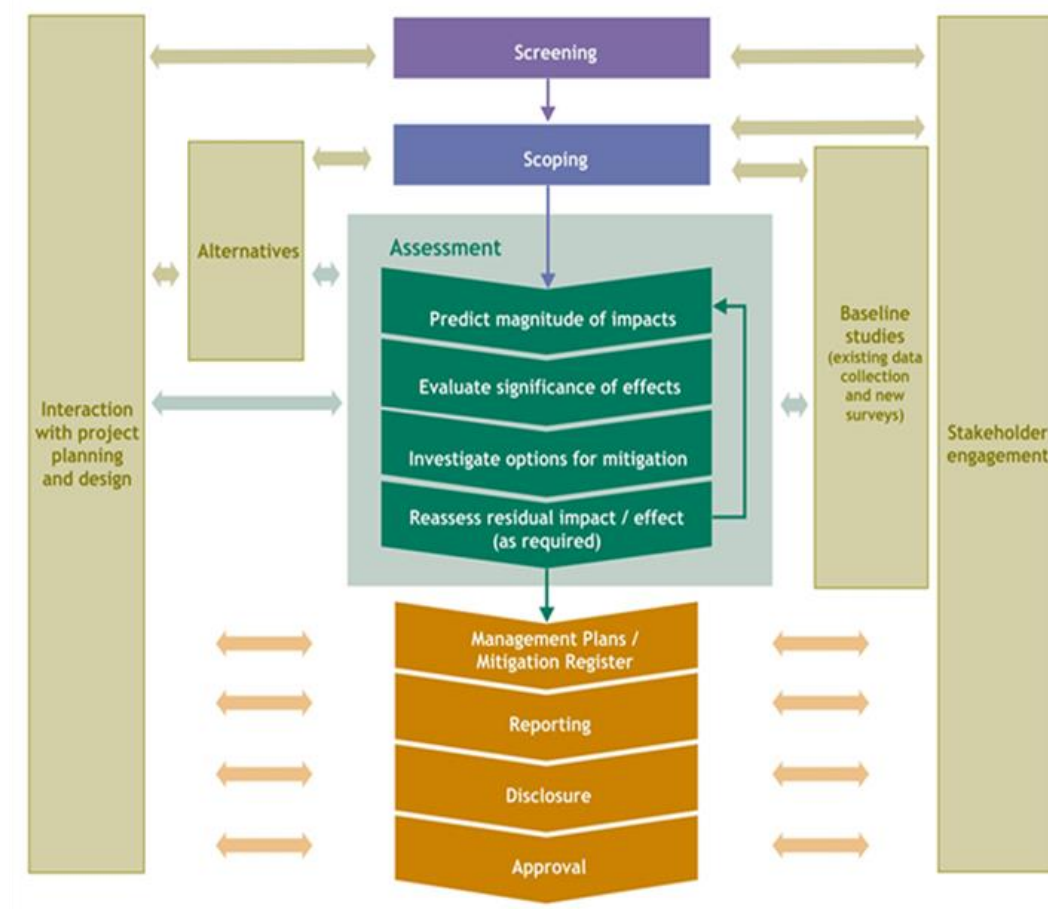 Screening
Scoping
Alternatives
Assessment
Predict magnitude of impacts
Evaluate significance of effects
Investigate options for mitigation
Reassess residual impact / effect
(as required)
Baseline
studies
(existing data
collection
and new
surveys)
Interaction
with project
planning
and design
Stakeholder
engagement
Management Plans /
Mitigation Register
Reporting
Disclosure
Approval